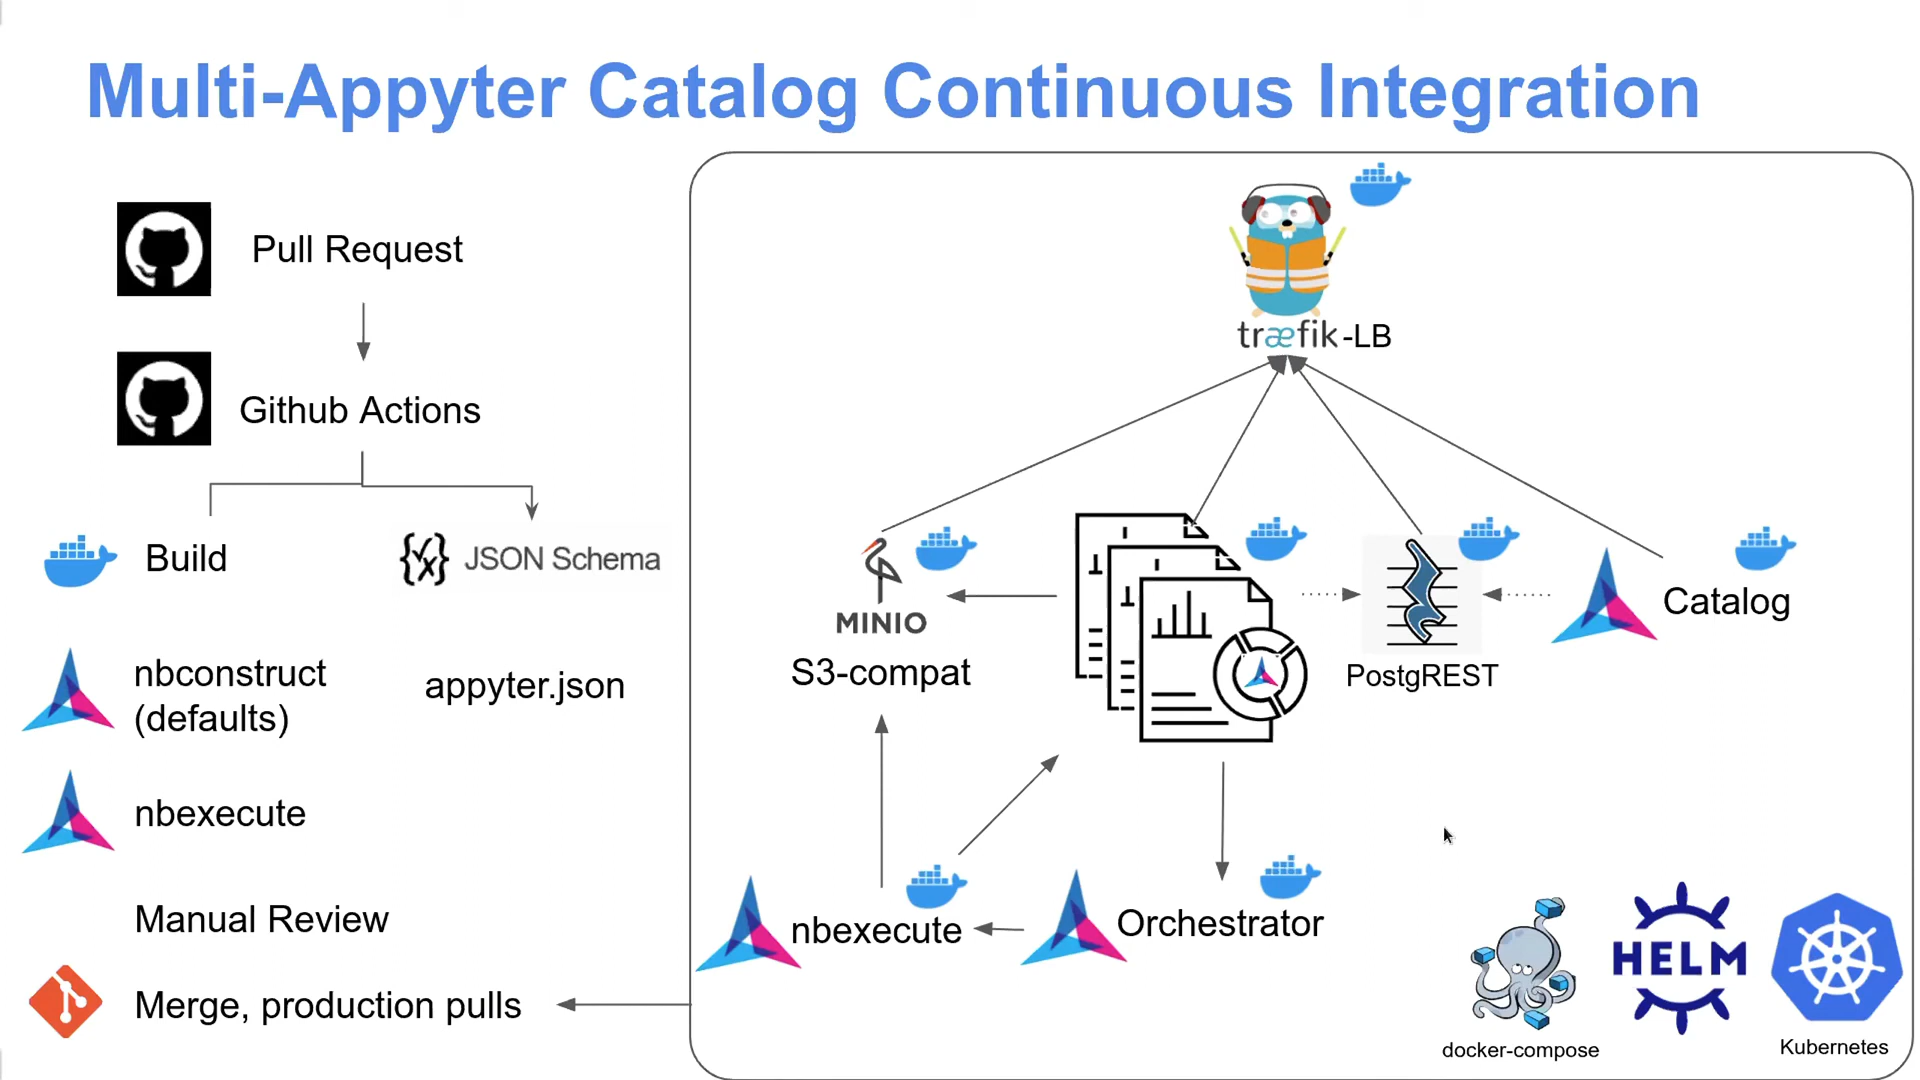 Multi-Appyter Catalog Continuous Integration
Pull Request
Github Actions
Build
JSON Schema
nbconstruct
(defaults)
appyter.json
nbexecute
Manual Review
Merge, production pulls
træfik-LB
MINIO
S3-compat
PostgREST
Catalog
nbexecute
Orchestrator
docker-compose
HELM
Kubernetes